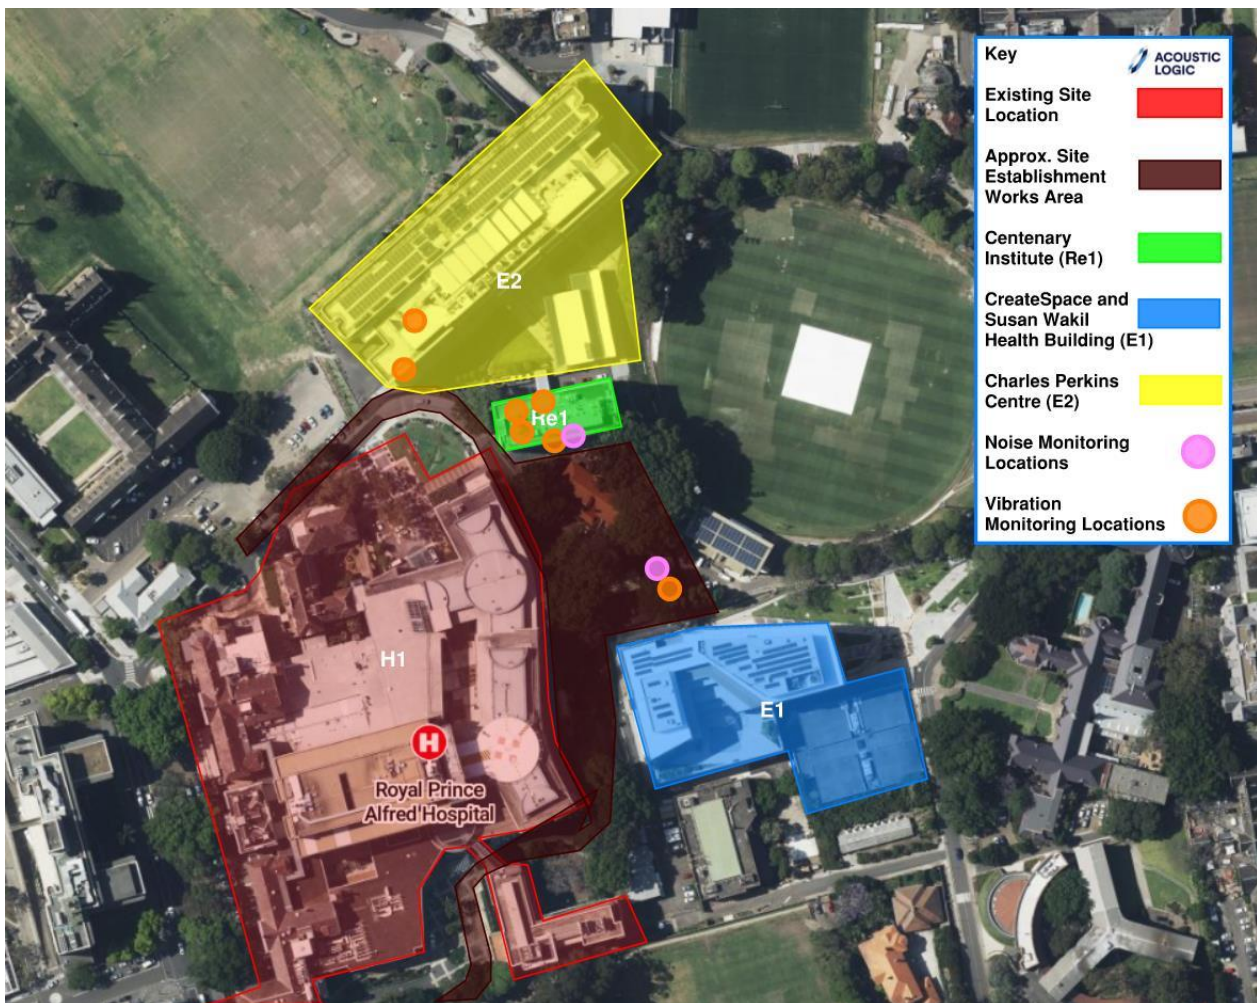 Key
ACOUSTIC
LOGIC
Existing Site
Location
Approx. Site
Establishment
Works Area
Centenary
Institute (Re1)
CreateSpace and
Susan Wakil
Health Building (E1)
Charles Perkins
Centre (E2)
Noise Monitoring
Locations
Vibration
Monitoring Locations
E2
Re1
H1
E1
H
Royal Prince
Alfred Hospital